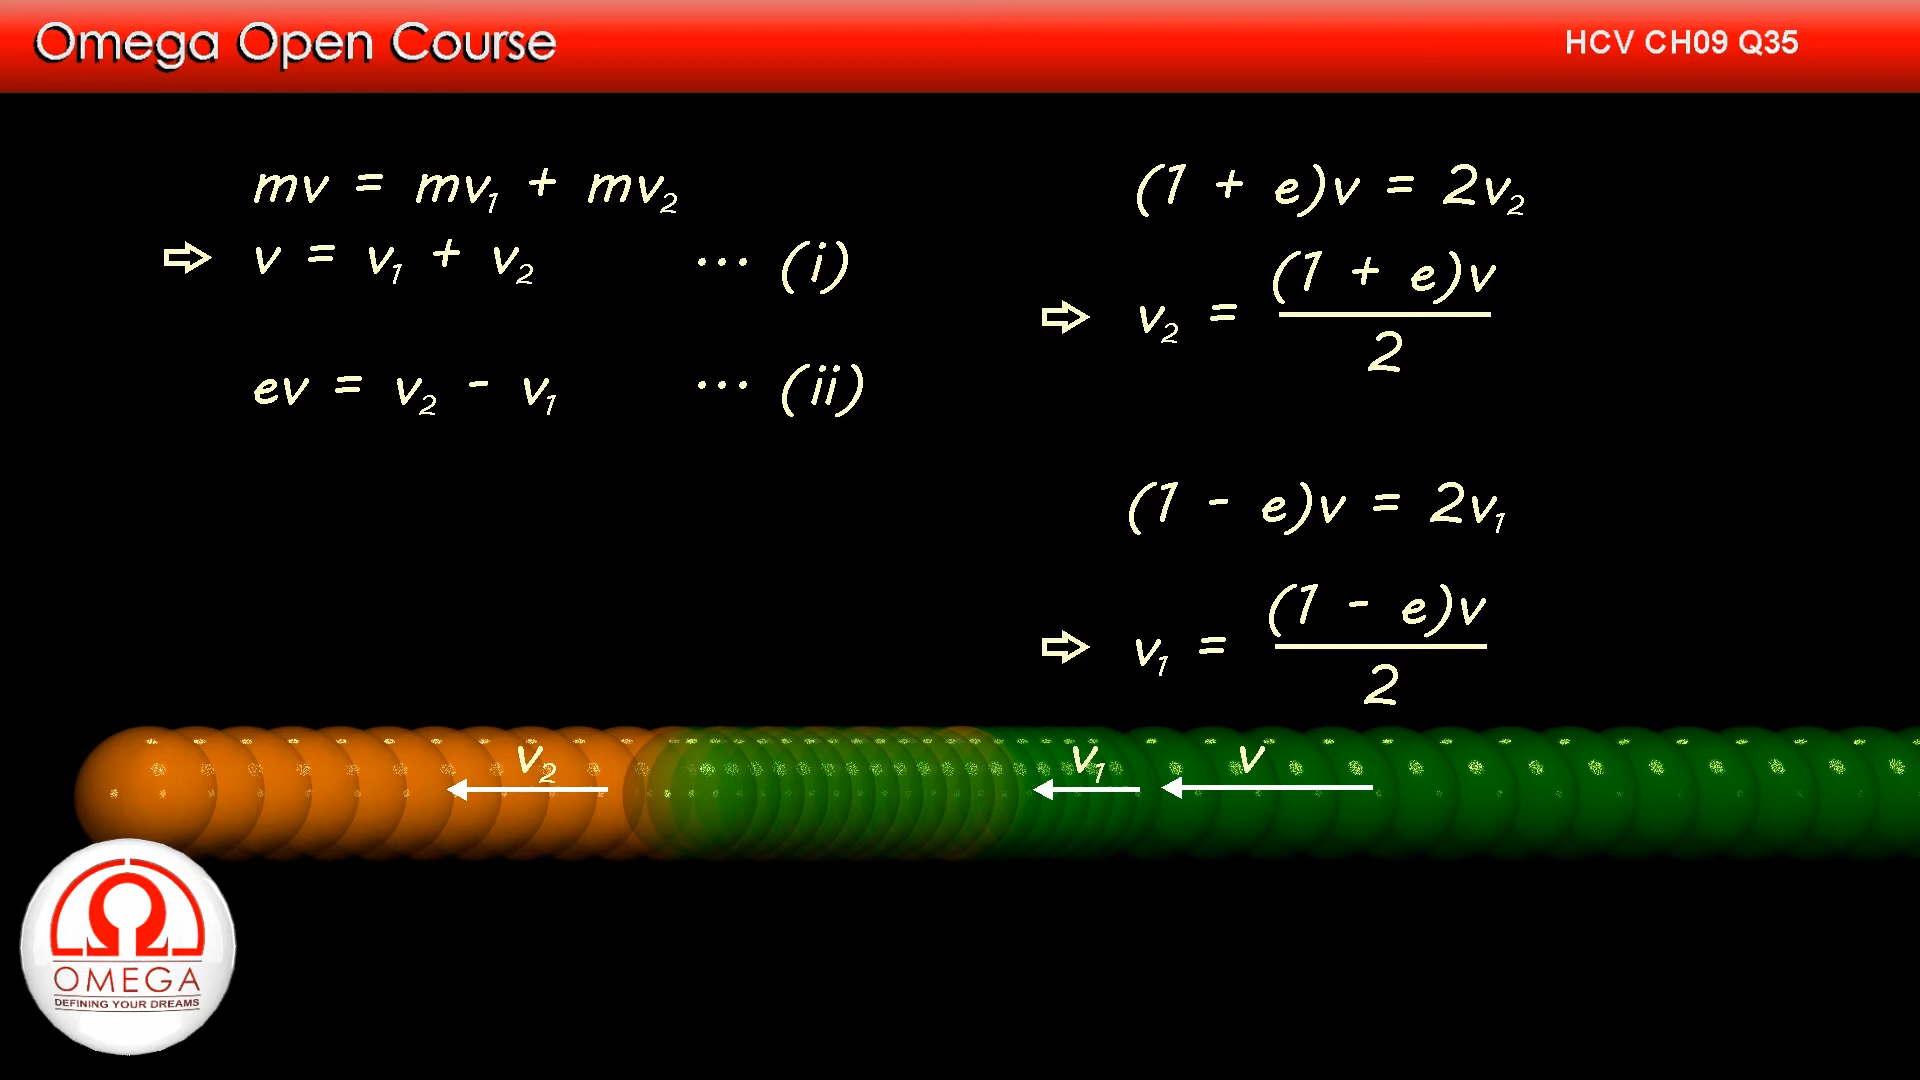 Omega Open Course
HCV CH09 Q35
mv = mv₁ + mv₂
⇨ v = v₁ + v₂ ... (i)
ev = v₂ - v₁ ... (ii)
(1 + e)v = 2v₂
⇨ v₂ = (1 + e)v / 2
(1 - e)v = 2v₁
⇨ v₁ = (1 - e)v / 2
v₂
v₁
v
OMEGA
DEFINING YOUR DREAMS